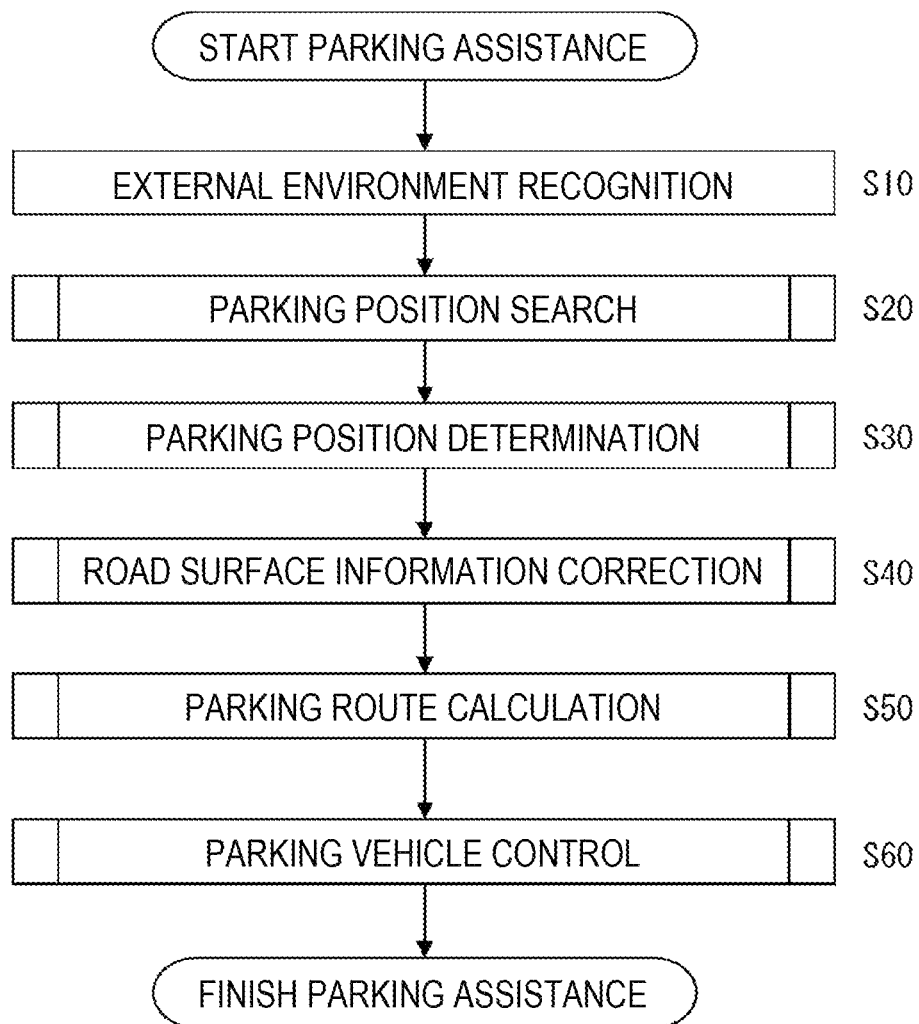 START PARKING ASSISTANCE
EXTERNAL ENVIRONMENT RECOGNITION S10
PARKING POSITION SEARCH S20
PARKING POSITION DETERMINATION S30
ROAD SURFACE INFORMATION CORRECTION S40
PARKING ROUTE CALCULATION S50
PARKING VEHICLE CONTROL S60
FINISH PARKING ASSISTANCE